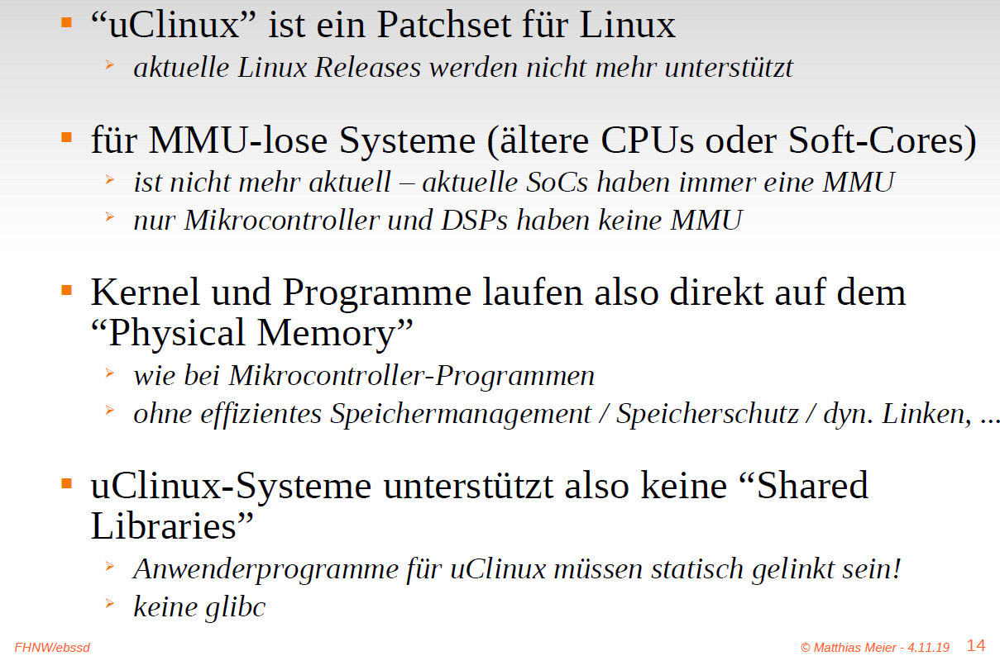 “uClinux” ist ein Patchset für Linux
aktuelle Linux Releases werden nicht mehr unterstützt
für MMU-lose Systeme (ältere CPUs oder Soft-Cores)
ist nicht mehr aktuell – aktuelle SoCs haben immer eine MMU
nur Mikrocontroller und DSPs haben keine MMU
Kernel und Programme laufen also direkt auf dem
“Physical Memory”
wie bei Mikrocontroller-Programmen
ohne effizientes Speichermanagement / Speicherschutz / dyn. Linken, ...
uClinux-Systeme unterstützt also keine “Shared
Libraries”
Anwenderprogramme für uClinux müssen statisch gelinkt sein!
keine glibc
FHNW/ebssd
© Matthias Meier - 4.11.19 14